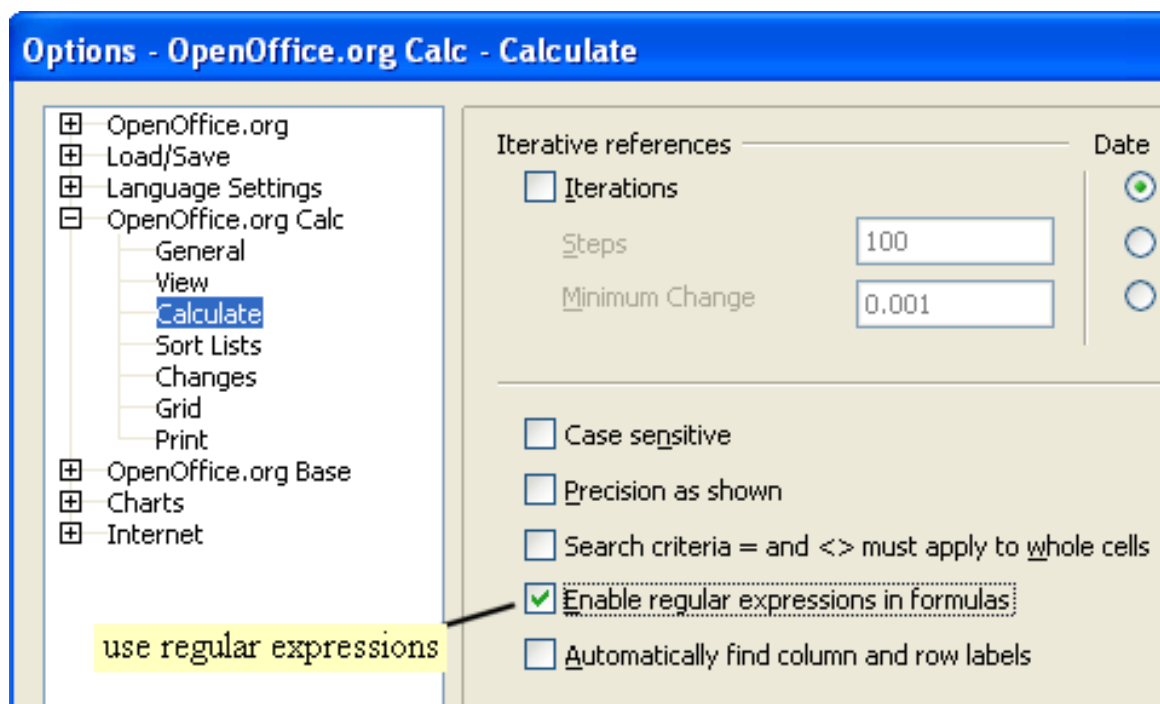 Options - OpenOffice.org Calc - Calculate
OpenOffice.org
Load/Save
Language Settings
OpenOffice.org Calc
General
View
Calculate
Sort Lists
Changes
Grid
Print
OpenOffice.org Base
Charts
Internet
Iterative references
Iterations
Steps
100
Minimum Change
0.001
Date
Case sensitive
Precision as shown
Search criteria = and <> must apply to whole cells
Enable regular expressions in formulas
Automatically find column and row labels
use regular expressions